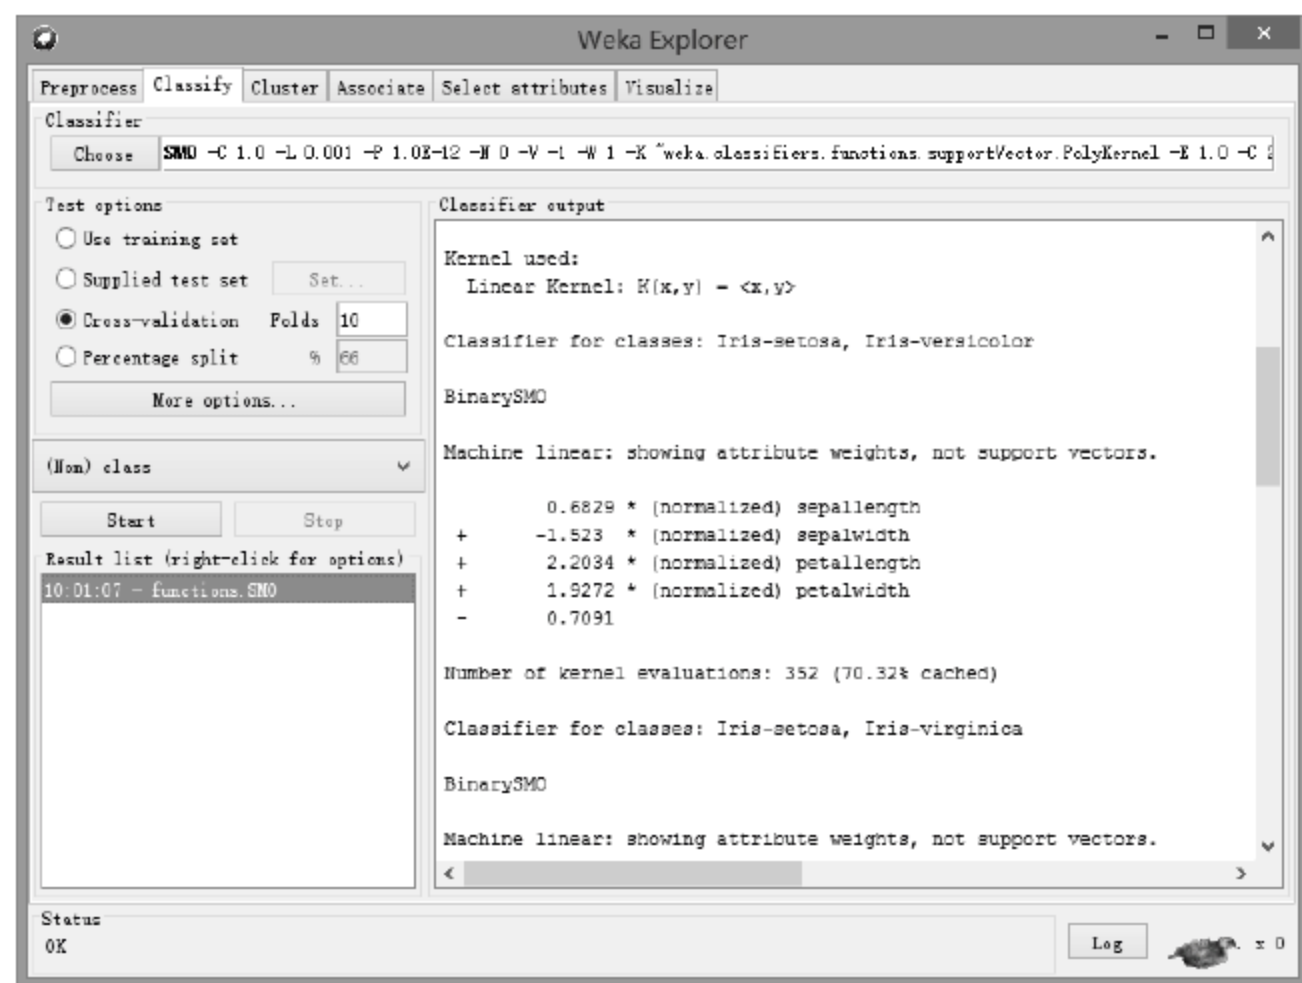 Weka Explorer
Preprocess Classify Cluster Associate Select attributes Visualize
Classifier
Choose SMO -C 1.0 -L 0.001 -P 1.0E-12 -N 0 -V -1 -W 1 -K "weka.classifiers.functions.supportVector.PolyKernel -E 1.0 -C 2
Test options
Use training set
Supplied test set Set...
Cross-validation Folds 10
Percentage split % 66
More options...
(Nom) class
Start Stop
Result list (right-click for options)
10:01:07 - functions.SMO
Classifier output
Kernel used:
Linear Kernel: K(x,y) = <x,y>
Classifier for classes: Iris-setosa, Iris-versicolor
BinarySMO
Machine linear: showing attribute weights, not support vectors.
0.6829 * (normalized) sepallength
+ -1.523 * (normalized) sepalwidth
+ 2.2034 * (normalized) petallength
+ 1.9272 * (normalized) petalwidth
- 0.7091
Number of kernel evaluations: 352 (70.32% cached)
Classifier for classes: Iris-setosa, Iris-virginica
BinarySMO
Machine linear: showing attribute weights, not support vectors.
Status
OK
Log x 0